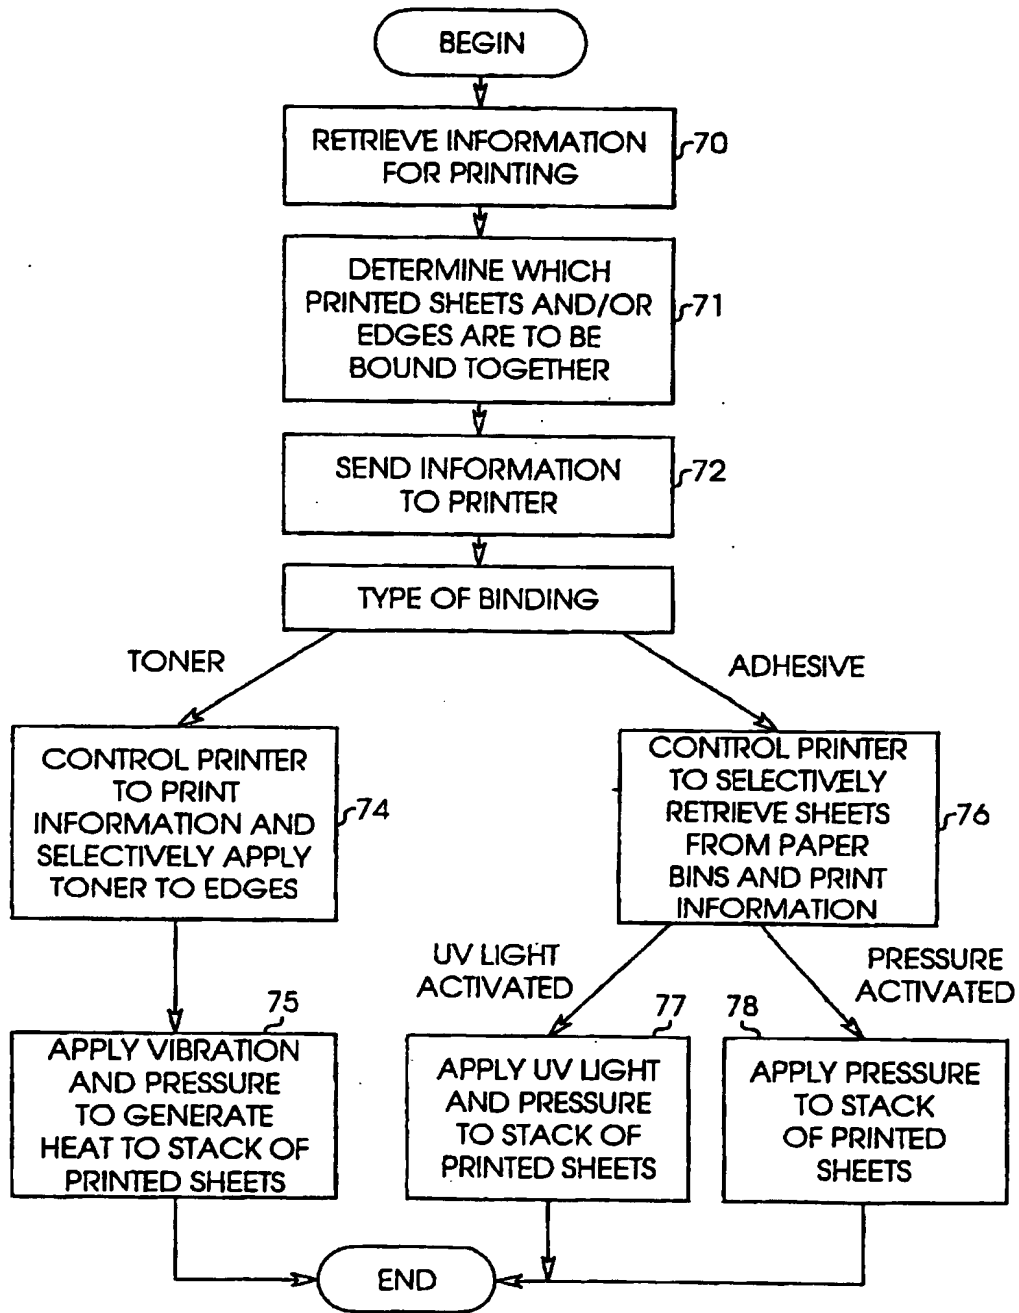 BEGIN
RETRIEVE INFORMATION
FOR PRINTING
70
DETERMINE WHICH
PRINTED SHEETS AND/OR
EDGES ARE TO BE
BOUND TOGETHER
71
SEND INFORMATION
TO PRINTER
72
TYPE OF BINDING
TONER
ADHESIVE
CONTROL PRINTER
TO PRINT
INFORMATION AND
SELECTIVELY APPLY
TONER TO EDGES
74
CONTROL PRINTER
TO SELECTIVELY
RETRIEVE SHEETS
FROM PAPER
BINS AND PRINT
INFORMATION
76
UV LIGHT
ACTIVATED
PRESSURE
ACTIVATED
75
APPLY VIBRATION
AND PRESSURE
TO GENERATE
HEAT TO STACK OF
PRINTED SHEETS
77
APPLY UV LIGHT
AND PRESSURE
TO STACK OF
PRINTED SHEETS
78
APPLY PRESSURE
TO STACK
OF PRINTED
SHEETS
END